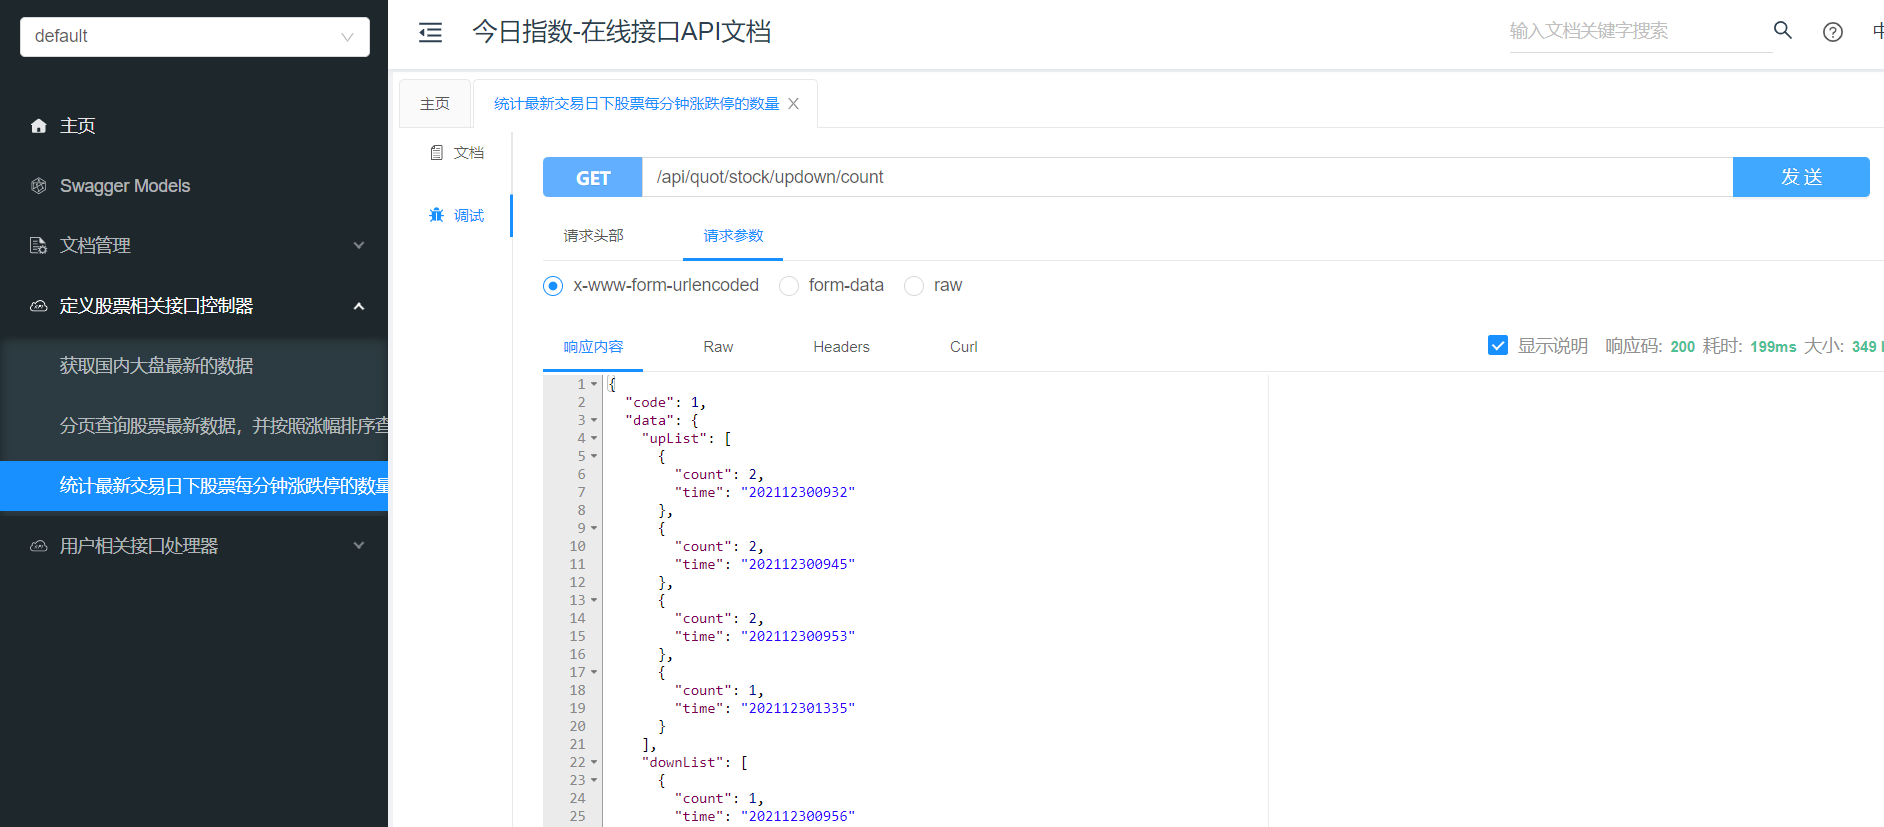 default
主页
Swagger Models
文档管理
定义股票相关接口控制器
获取国内大盘最新的数据
分页查询股票最新数据，并按照涨幅排序查
统计最新交易日下股票每分钟涨跌停的数量
用户相关接口处理器
今日指数-在线接口API文档
输入文档关键字搜索
中
主页
统计最新交易日下股票每分钟涨跌停的数量
文档
调试
GET /api/quot/stock/updown/count 发 送
请求头部 请求参数
x-www-form-urlencoded form-data raw
响应内容 Raw Headers Curl 显示说明 响应码: 200 耗时: 199ms 大小: 349
1 {
2 "code": 1,
3 "data": {
4 "upList": [
5 {
6 "count": 2,
7 "time": "202112300932"
8 },
9 {
10 "count": 2,
11 "time": "202112300945"
12 },
13 {
14 "count": 2,
15 "time": "202112300953"
16 },
17 {
18 "count": 1,
19 "time": "202112301335"
20 }
21 ],
22 "downList": [
23 {
24 "count": 1,
25 "time": "202112300956"